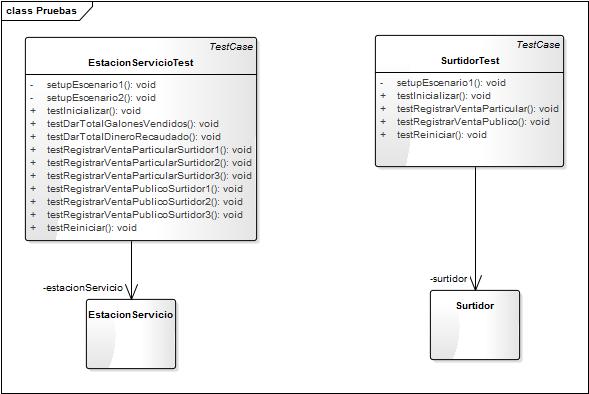 class Pruebas
TestCase
EstacionServicioTest
- setupEscenario1(): void
- setupEscenario2(): void
+ testInicializar(): void
+ testDarTotalGalonesVendidos(): void
+ testDarTotalDineroRecaudado(): void
+ testRegistrarVentaParticularSurtidor1(): void
+ testRegistrarVentaParticularSurtidor2(): void
+ testRegistrarVentaParticularSurtidor3(): void
+ testRegistrarVentaPublicoSurtidor1(): void
+ testRegistrarVentaPublicoSurtidor2(): void
+ testRegistrarVentaPublicoSurtidor3(): void
+ testReiniciar(): void
-estacionServicio
EstacionServicio
TestCase
SurtidorTest
- setupEscenario1(): void
+ testInicializar(): void
+ testRegistrarVentaParticular(): void
+ testRegistrarVentaPublico(): void
+ testReiniciar(): void
-surtidor
Surtidor